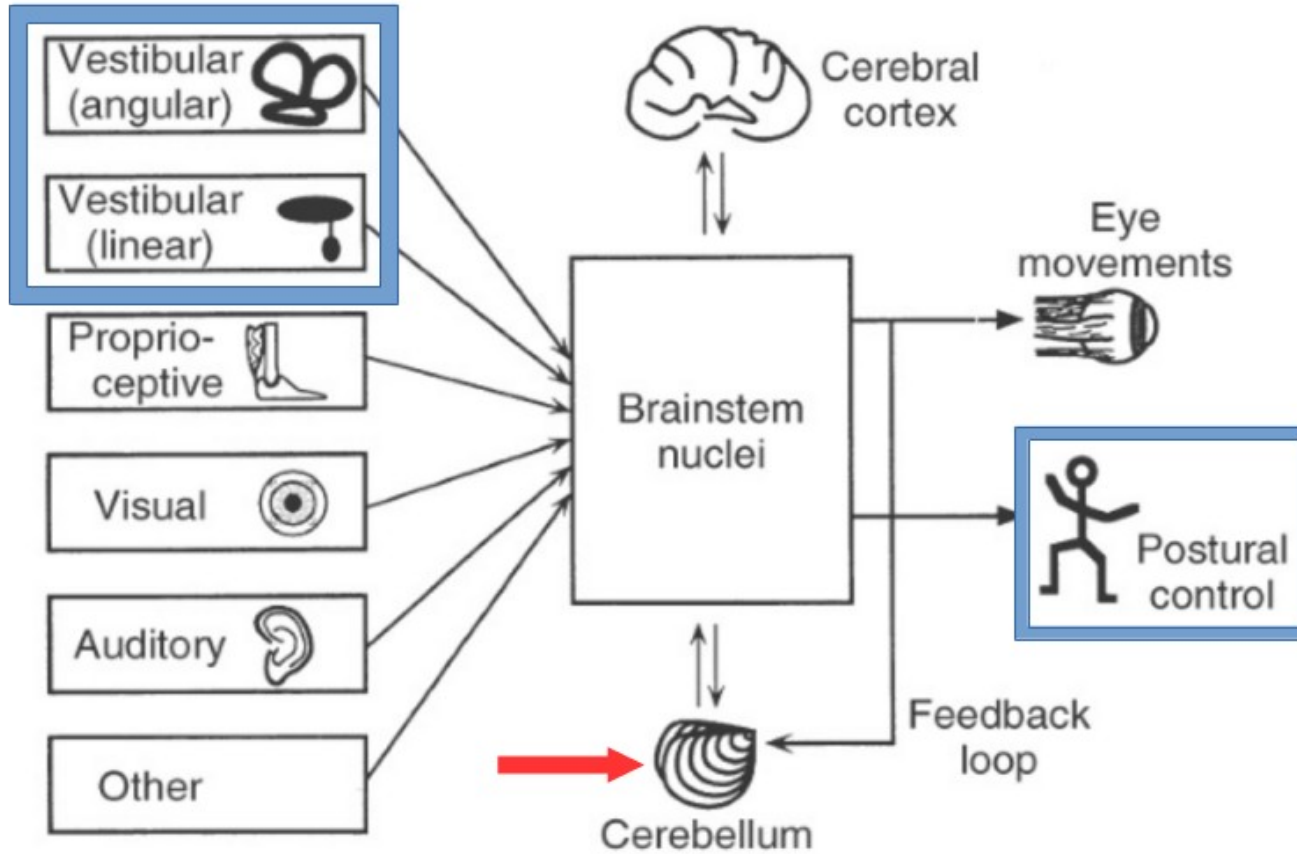 Vestibular
(angular)
Vestibular
(linear)
Proprio-
ceptive
Visual
Auditory
Other
Brainstem
nuclei
Cerebral
cortex
Eye
movements
Postural
control
Feedback
loop
Cerebellum